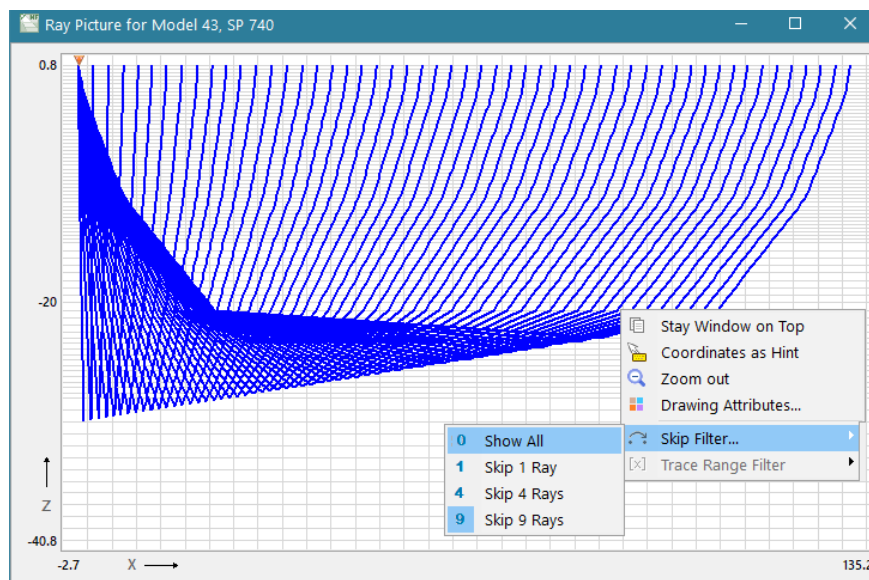 Ray Picture for Model 43, SP 740
0.8
-20
Stay Window on Top
Coordinates as Hint
Zoom out
Drawing Attributes...
Skip Filter...
[x] Trace Range Filter
0 Show All
1 Skip 1 Ray
4 Skip 4 Rays
9 Skip 9 Rays
Z
-40.8
-2.7
X
135.2